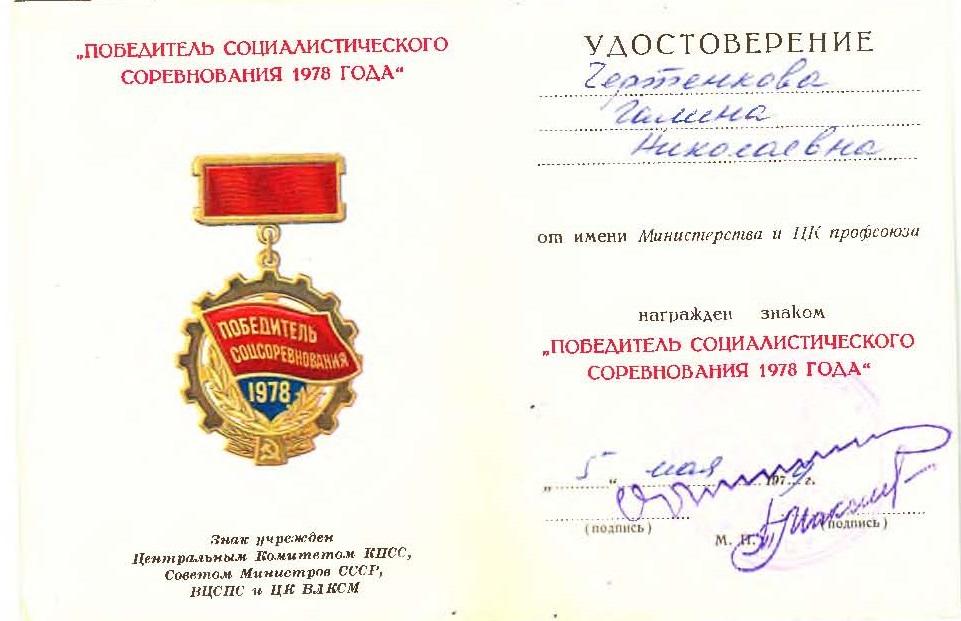 „ПОБЕДИТЕЛЬ СОЦИАЛИСТИЧЕСКОГО
СОРЕВНОВАНИЯ 1978 ГОДА“
ПОБЕДИТЕЛЬ
СОЦСОРЕВНОВАНИЯ
1978
Знак учрежден
Центральным Комитетом КПСС,
Советом Министров СССР,
ВЦСПС и ЦК ВЛКСМ
УДОСТОВЕРЕНИЕ
Чертенкова
Галина
Николаевна
от имени Министерства и ЦК профсоюза
награжден знаком
„ПОБЕДИТЕЛЬ СОЦИАЛИСТИЧЕСКОГО
СОРЕВНОВАНИЯ 1978 ГОДА“
„5“ мая 1979 г.
(подпись) (подпись)
М. П.